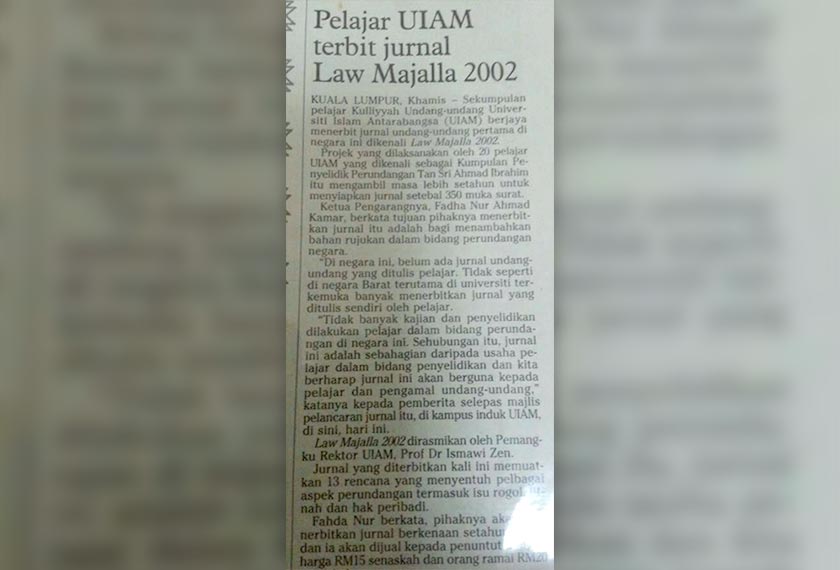 Pelajar UIAM
terbit jurnal
Law Majalla 2002
KUALA LUMPUR, Khamis – Sekumpulan
pelajar Kulliyyah Undang-undang Univer-
siti Islam Antarabangsa (UIAM) berjaya
menerbit jurnal undang-undang pertama di
negara ini dikenali Law Majalla 2002.
Projek yang dilaksanakan oleh 20 pelajar
UIAM yang dikenali sebagai Kumpulan Pe-
nyelidik Perundangan Tan Sri Ahmad Ibrahim
itu mengambil masa lebih setahun untuk
menyiapkan jurnal setebal 350 muka surat.
Ketua Pengarangnya, Fadha Nur Ahmad
Kamar, berkata tujuan pihaknya menerbit-
kan jurnal itu adalah bagi menambahkan
bahan rujukan dalam bidang perundangan
negara.
"Di negara ini, belum ada jurnal undang-
undang yang ditulis pelajar. Tidak seperti
di negara Barat terutama di universiti ter-
kemuka banyak menerbitkan jurnal yang
ditulis sendiri oleh pelajar.
"Tidak banyak kajian dan penyelidikan
dilakukan pelajar dalam bidang perunda-
ngan di negara ini. Sehubungan itu, jurnal
ini adalah sebahagian daripada usaha pe-
lajar dalam bidang penyelidikan dan kita
berharap jurnal ini akan berguna kepada
pelajar dan pengamal undang-undang,"
katanya kepada pemberita selepas majlis
pelancaran jurnal itu, di kampus induk UIAM,
di sini, hari ini.
Law Majalla 2002 dirasmikan oleh Pemang-
ku Rektor UIAM, Prof Dr Ismawi Zen.
Jurnal yang diterbitkan kali ini memuat-
kan 13 rencana yang menyentuh pelbagai
aspek perundangan termasuk isu rogol,
nah dan hak peribadi.
Fahda Nur berkata, pihaknya
nerbitkan jurnal berkenaan
dan ia akan dijual kepada penuntut
harga RM15 senaskah dan orang ramai RM20